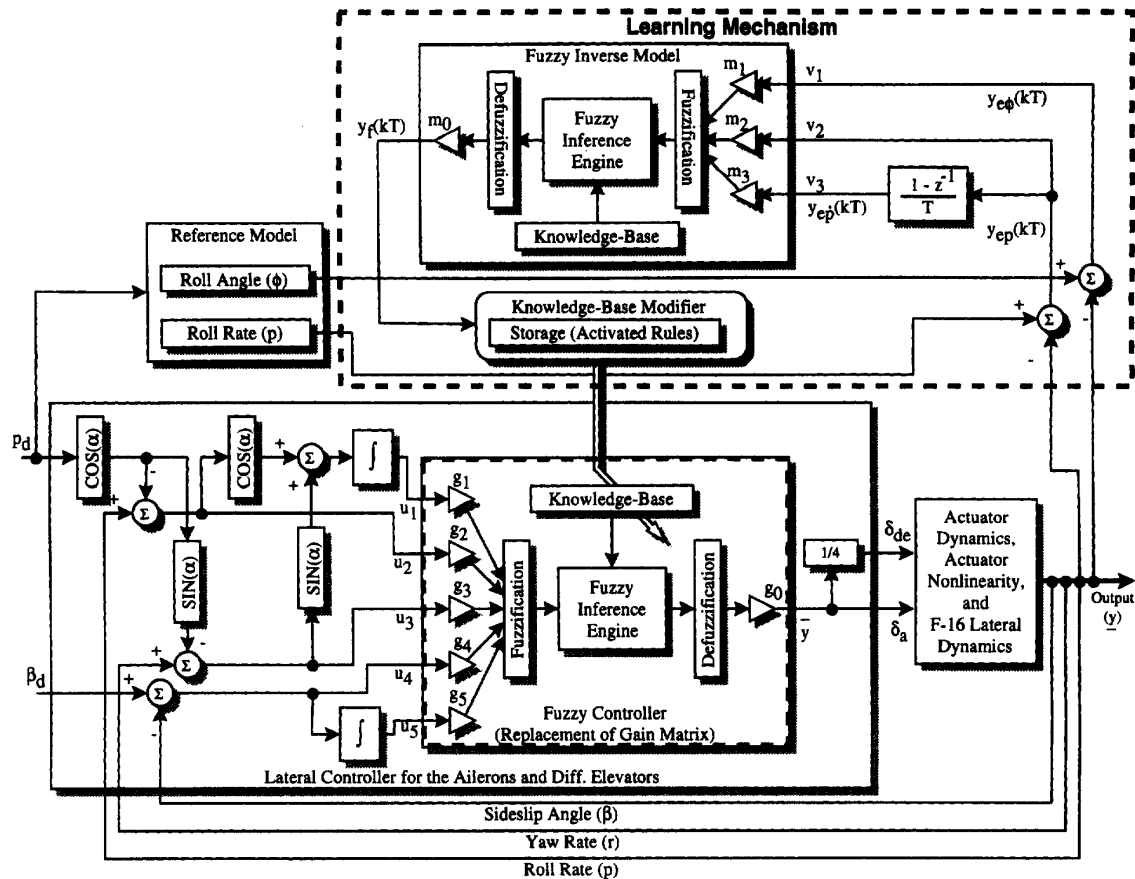 Learning Mechanism
Fuzzy Inverse Model
m1
v1
yeφ(kT)
Defuzzification
Fuzzy
Inference
Engine
Fuzzification
m0
yf(kT)
m2
v2
m3
v3
yeṗ(kT)
1 - z-1
T
yep(kT)
Knowledge-Base
Reference Model
Roll Angle (ϕ)
Roll Rate (p)
+
Σ
-
+
Σ
-
Knowledge-Base Modifier
Storage (Activated Rules)
pd
COS(α)
-
+
Σ
COS(α)
+
Σ
+
∫
SIN(α)
SIN(α)
-
+
Σ
βd
+
Σ
-
∫
u1
u2
u3
u4
u5
g1
g2
g3
g4
g5
Fuzzification
Knowledge-Base
Fuzzy
Inference
Engine
Defuzzification
g0
y
Fuzzy Controller
(Replacement of Gain Matrix)
1/4
δde
δa
Actuator
Dynamics,
Actuator
Nonlinearity,
and
F-16 Lateral
Dynamics
Output
(y)
Lateral Controller for the Ailerons and Diff. Elevators
Sideslip Angle (β)
Yaw Rate (r)
Roll Rate (p)